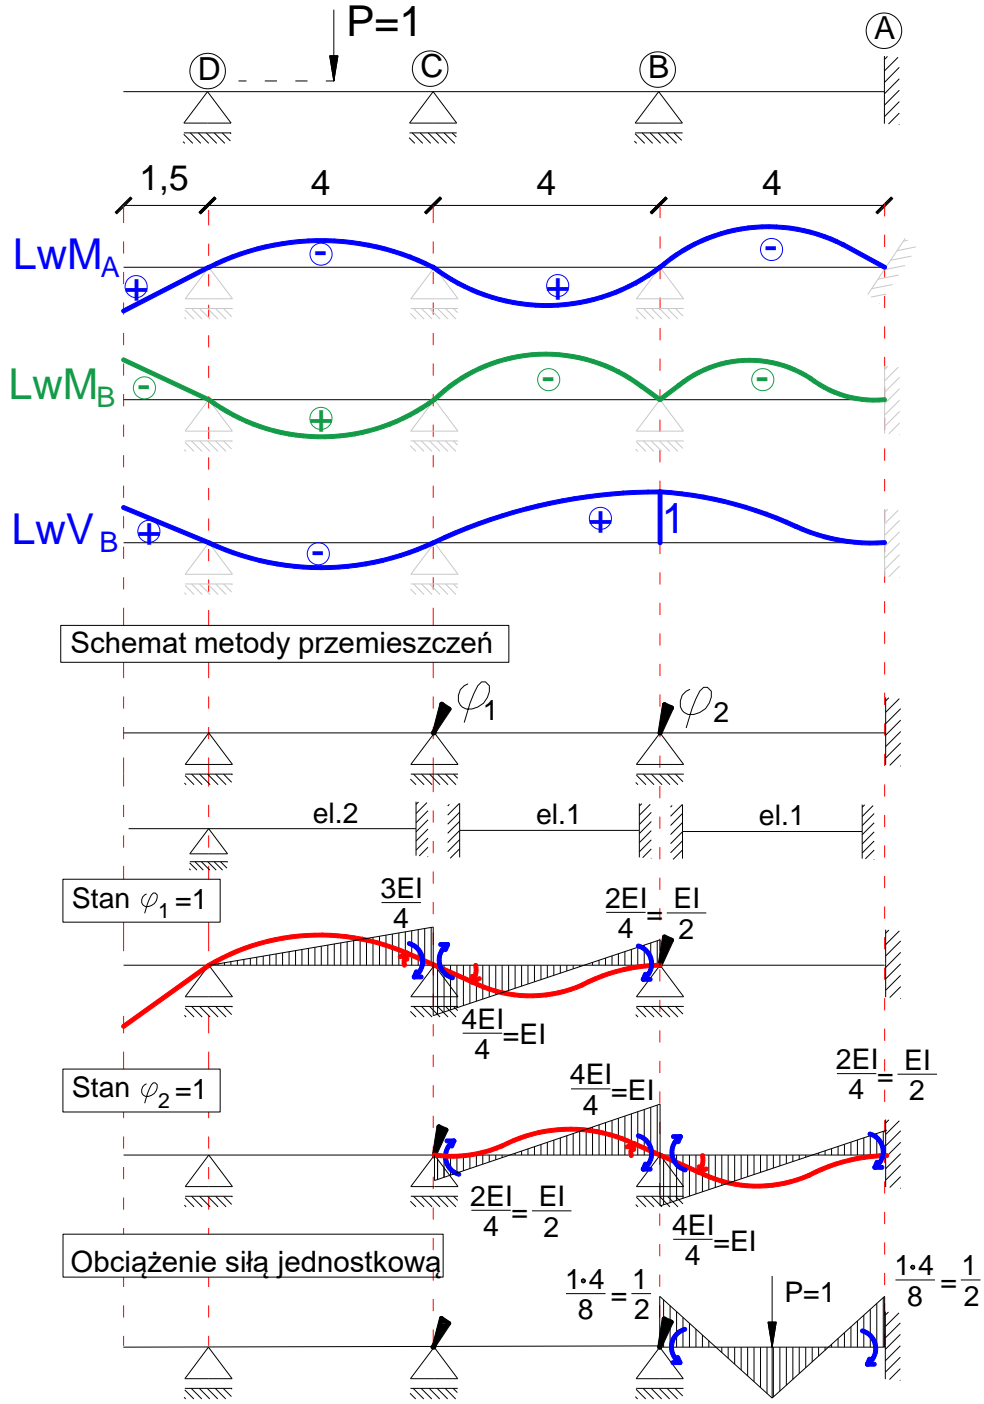 P=1
D
C
B
A
1,5 4 4 4
LwM_A
+ - + -
LwM_B
- + - -
LwV_B
+ - + 1
Schemat metody przemieszczeń
φ1 φ2
el.2 el.1 el.1
Stan φ1=1
3EI/4
2EI/4=EI/2
4EI/4=EI
Stan φ2=1
4EI/4=EI
2EI/4=EI/2
2EI/4=EI/2
4EI/4=EI
Obciążenie siłą jednostkową
1·4/8=1/2
P=1
1·4/8=1/2